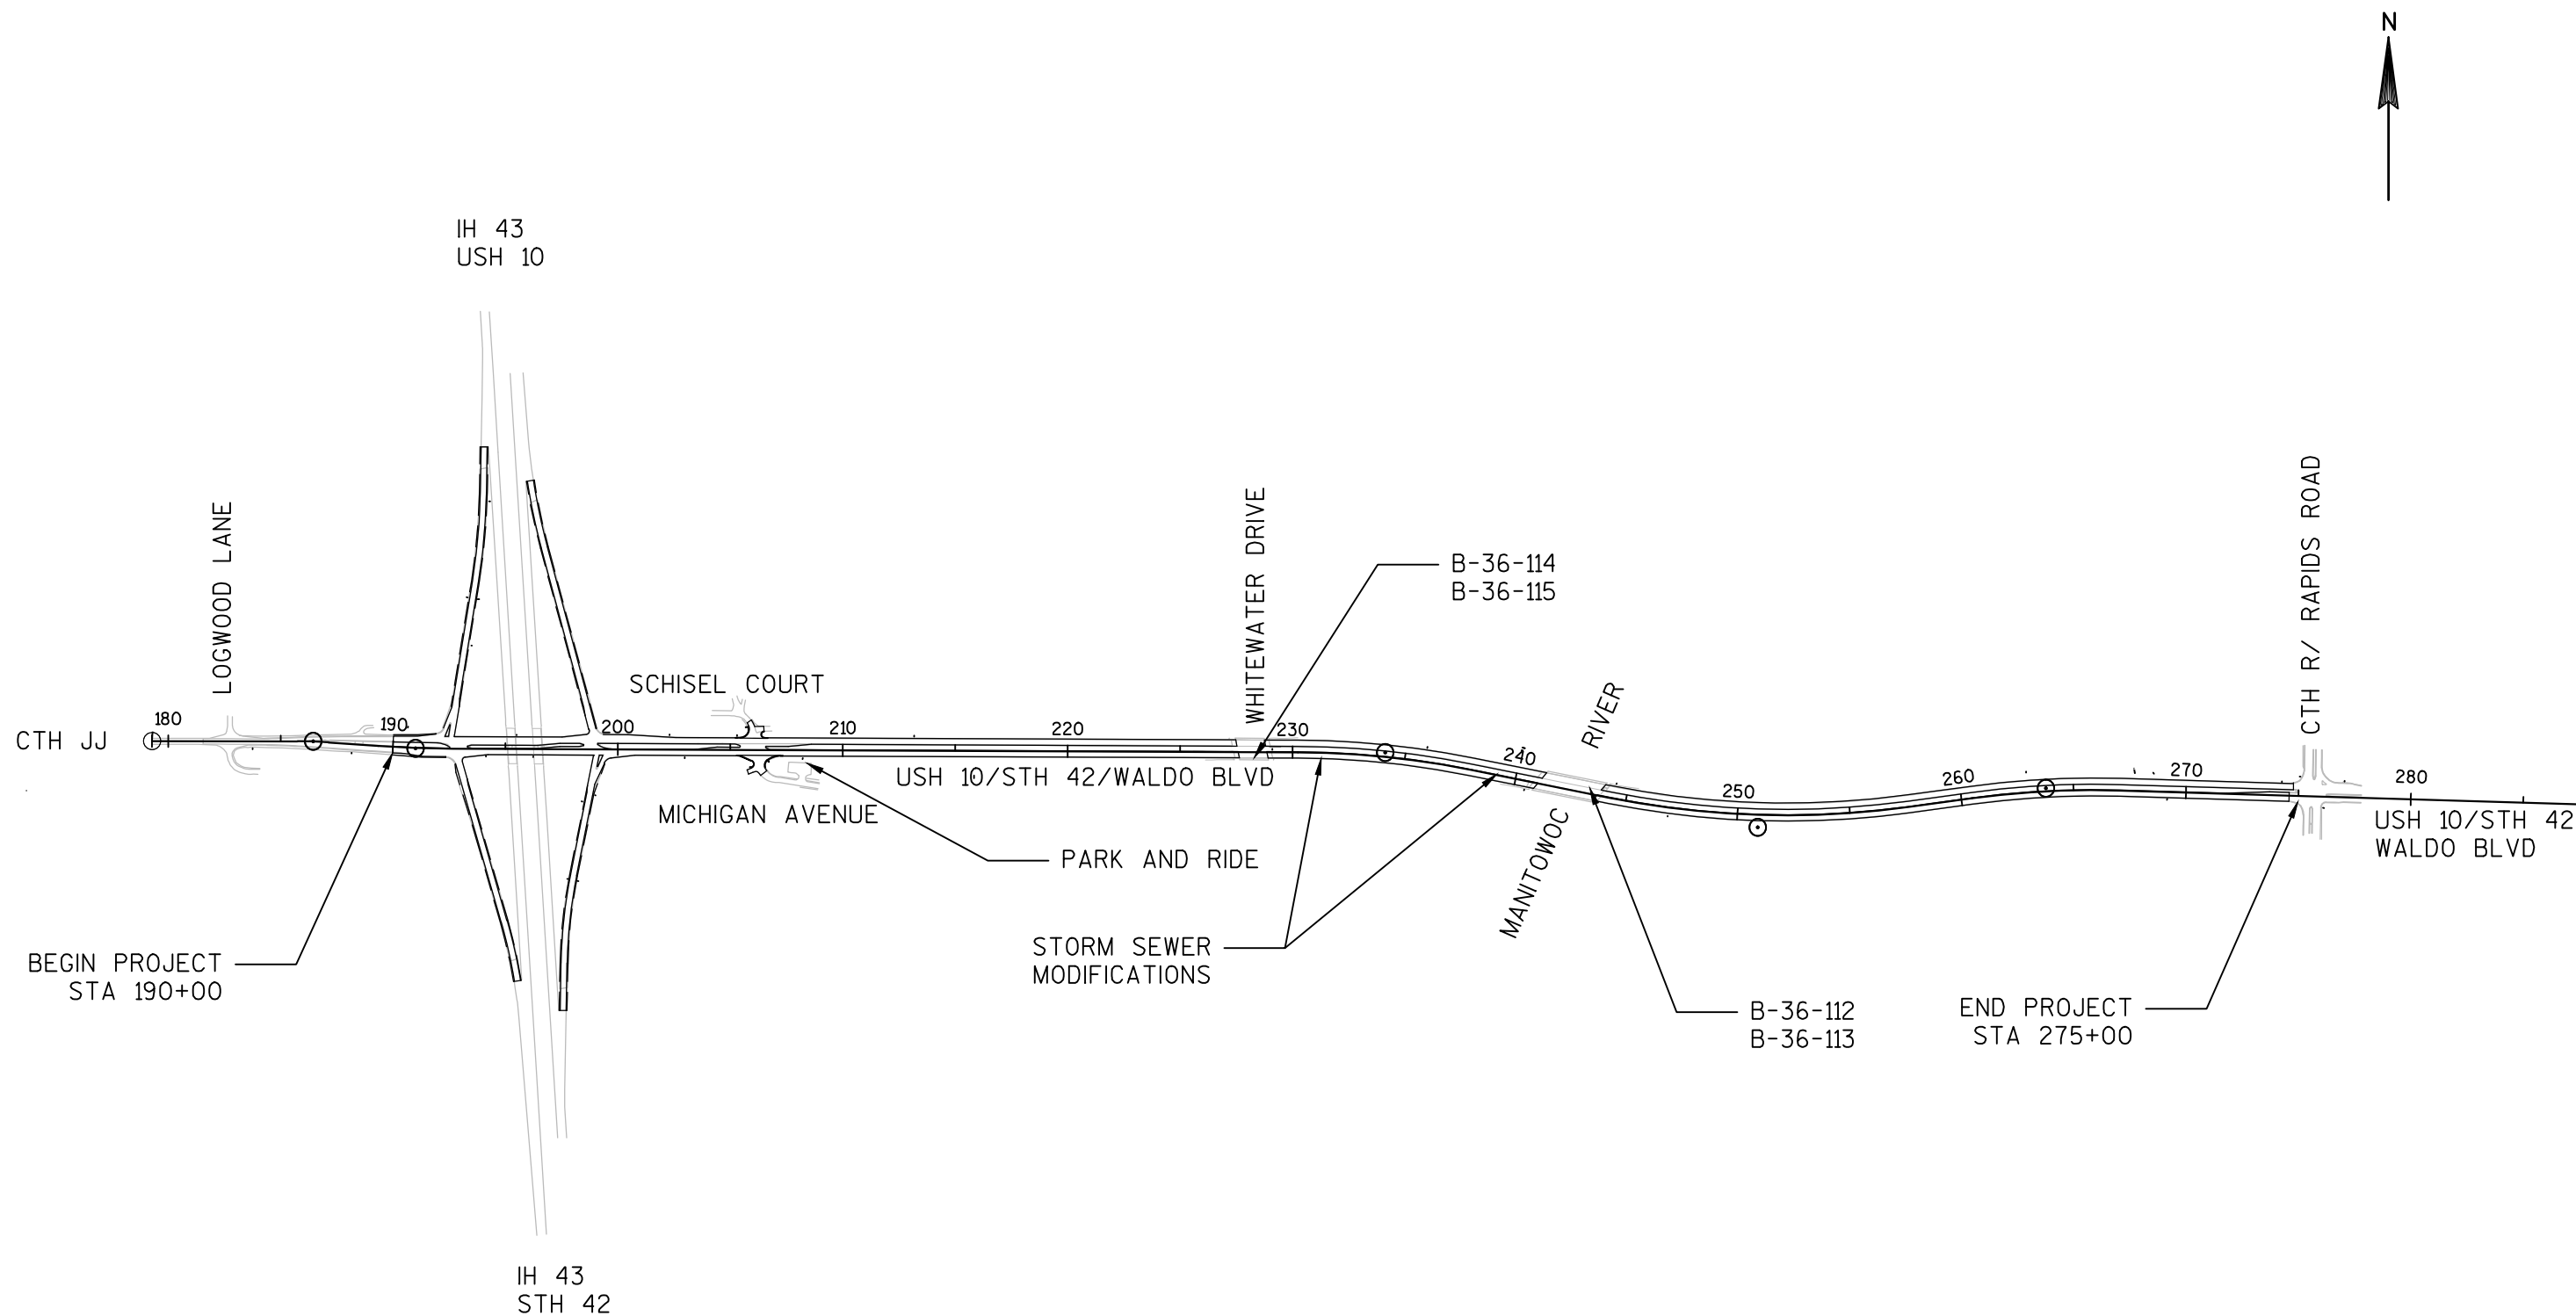 N
IH 43
USH 10
LOGWOOD LANE
WHITEWATER DRIVE
CTH R/ RAPIDS ROAD
B-36-114
B-36-115
SCHISEL COURT
RIVER
CTH JJ
180
190
200
210
220
230
240
250
260
270
280
USH 10/STH 42/WALDO BLVD
MICHIGAN AVENUE
USH 10/STH 42
WALDO BLVD
PARK AND RIDE
MANITOWOC
STORM SEWER
MODIFICATIONS
BEGIN PROJECT
STA 190+00
B-36-112
B-36-113
END PROJECT
STA 275+00
IH 43
STH 42